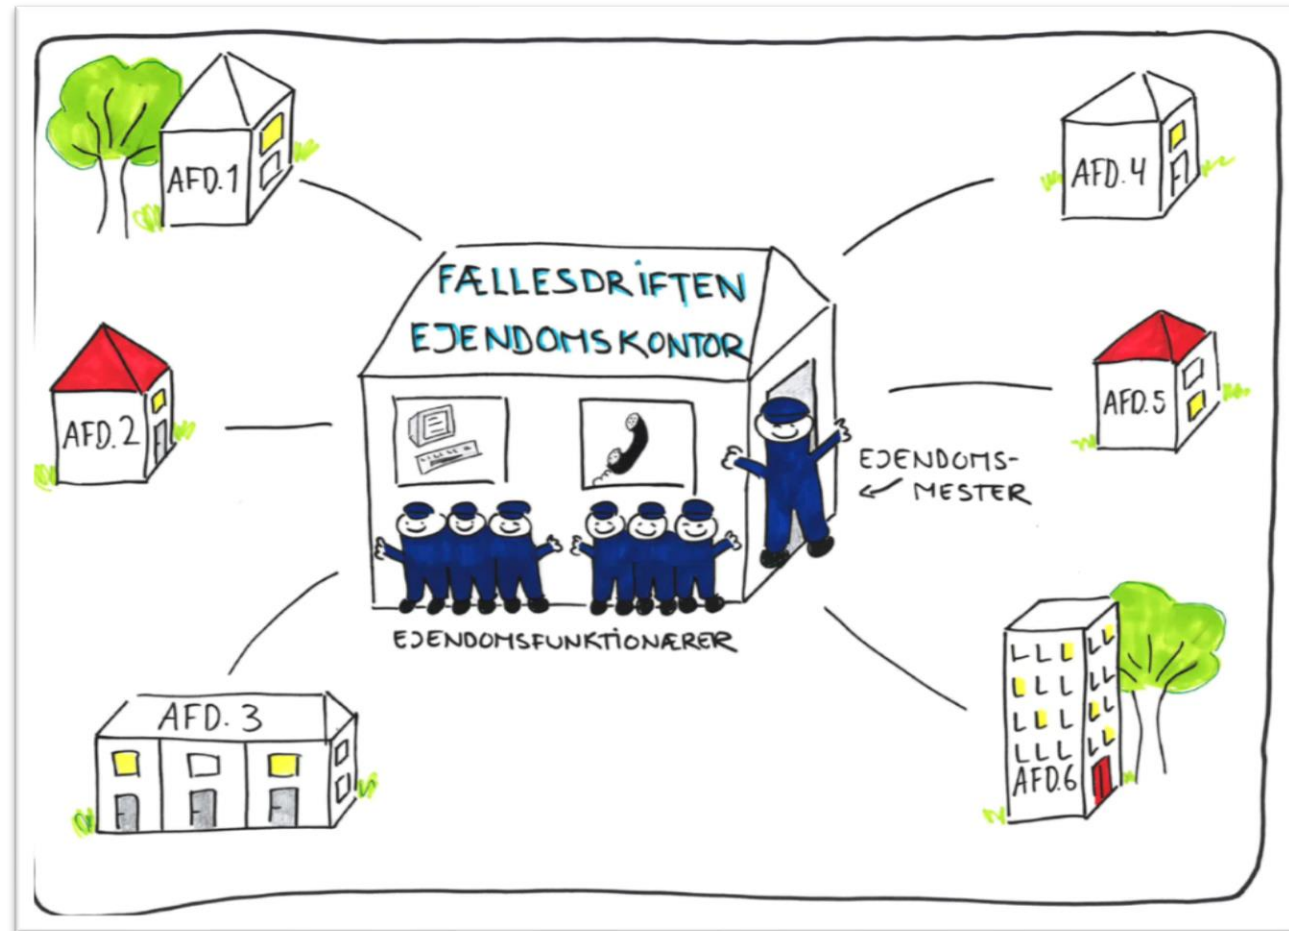 AFD.1
AFD.4
FÆLLESDRIFTEN
EJENDOMSKONTOR
AFD.2
AFD.5
EJENDOMS-
MESTER
EJENDOMSFUNKTIONÆRER
AFD.3
AFD.6